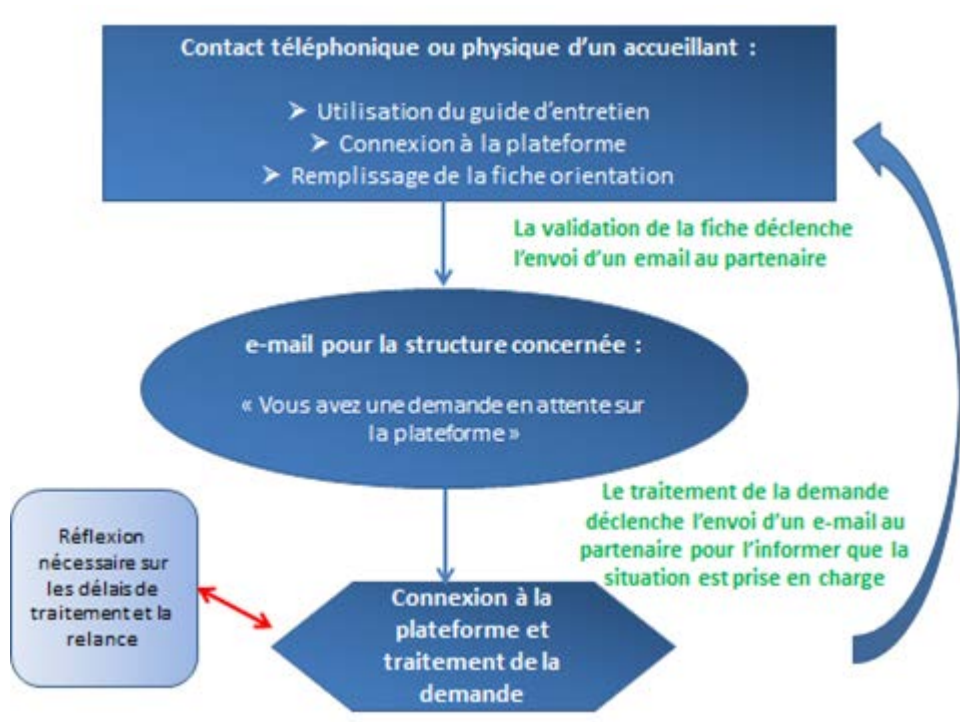 Contact téléphonique ou physique d'un accueillant :
➤ Utilisation du guide d'entretien
➤ Connexion à la plateforme
➤ Remplissage de la fiche orientation
La validation de la fiche déclenche
l'envoi d'un email au partenaire
e-mail pour la structure concernée :
« Vous avez une demande en attente sur
la plateforme »
Le traitement de la demande
déclenche l'envoi d'un e-mail au
partenaire pour l'informer que la
situation est prise en charge
Réflexion
nécessaire sur
les délais de
traitement et la
relance
Connexion à la
plateforme et
traitement de la
demande